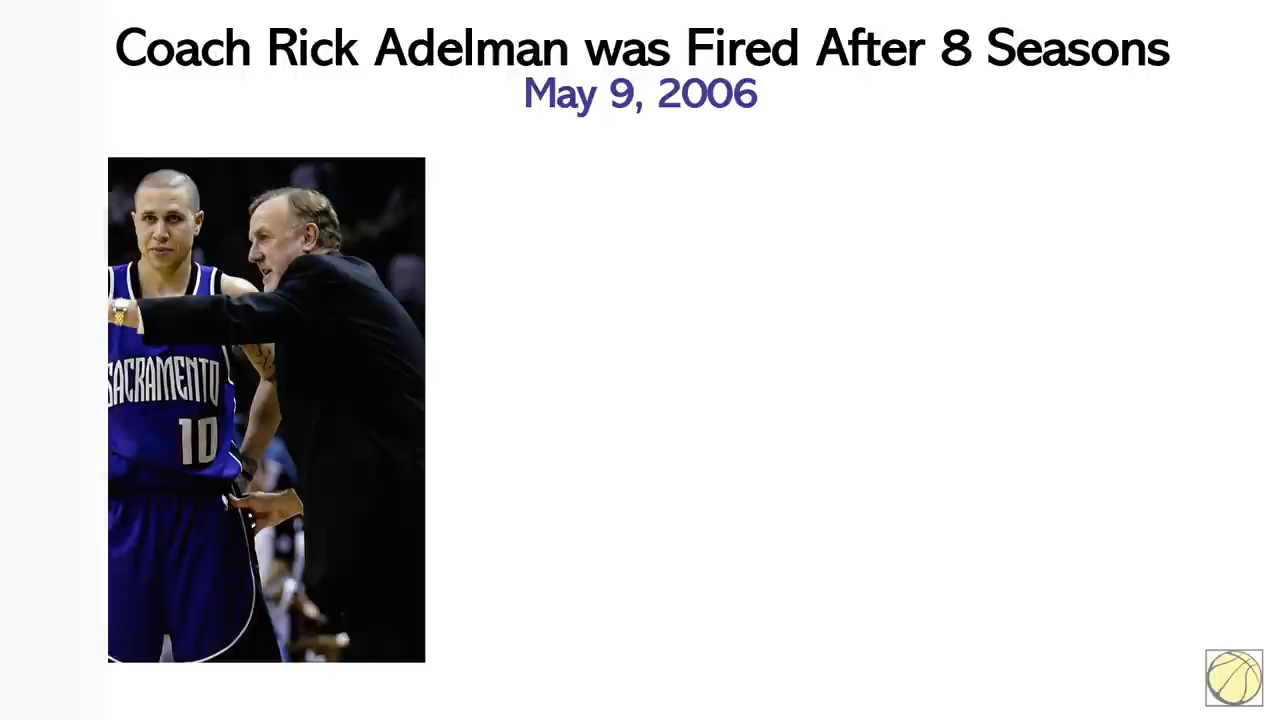 Coach Rick Adelman was Fired After 8 Seasons
May 9, 2006
SACRAMENTO
10